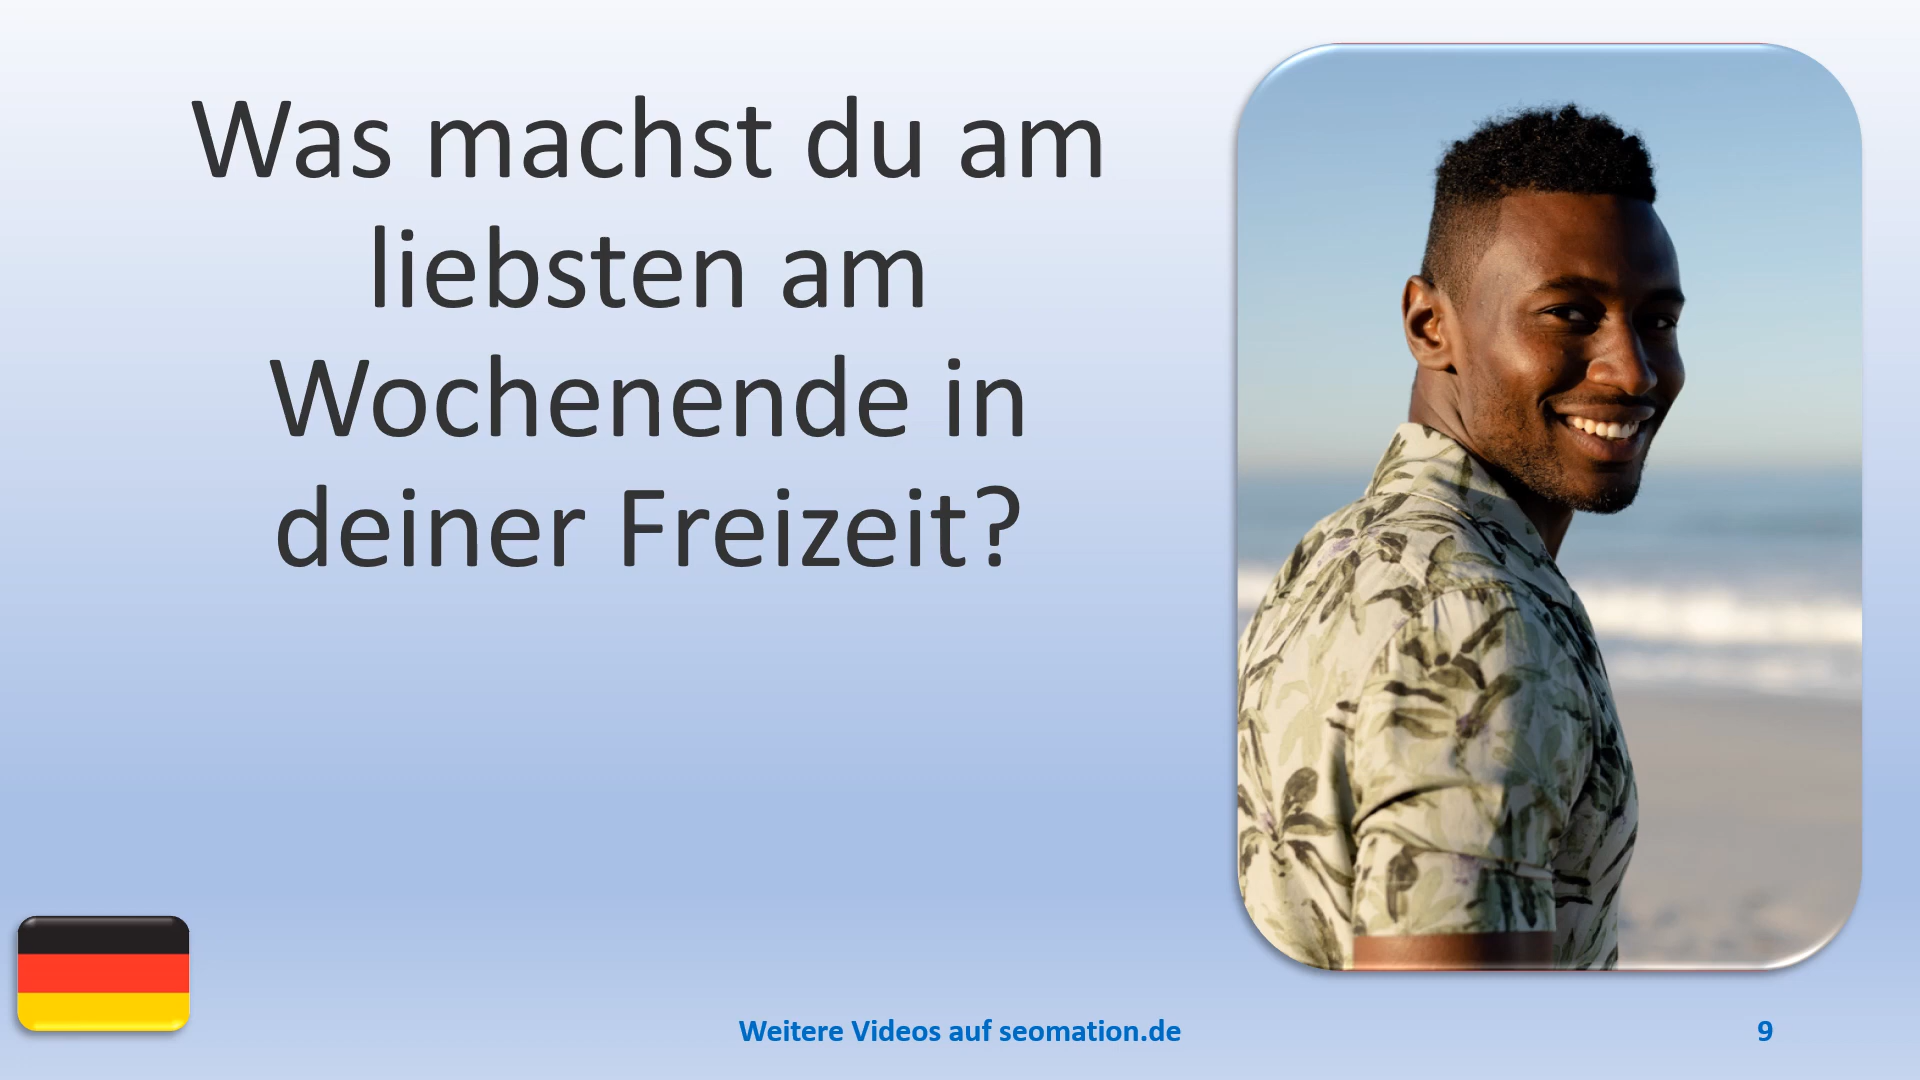 Was machst du am
liebsten am
Wochenende in
deiner Freizeit?
Weitere Videos auf seomation.de
9